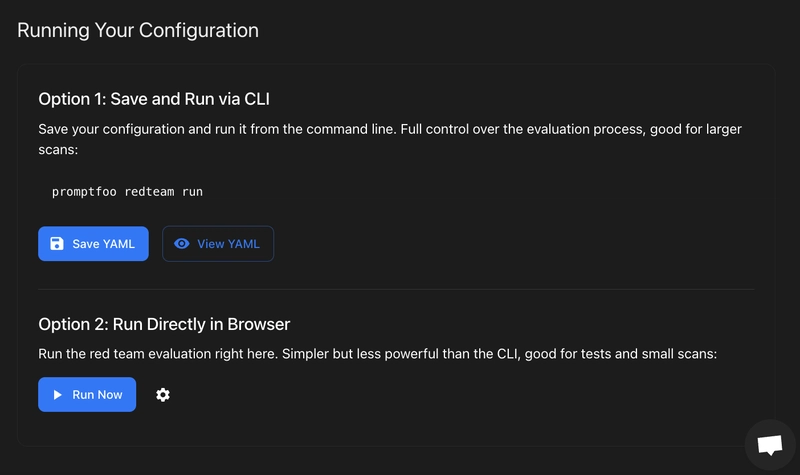 Running Your Configuration
Option 1: Save and Run via CLI
Save your configuration and run it from the command line. Full control over the evaluation process, good for larger
scans:
promptfoo redteam run
Save YAML
View YAML
Option 2: Run Directly in Browser
Run the red team evaluation right here. Simpler but less powerful than the CLI, good for tests and small scans:
Run Now